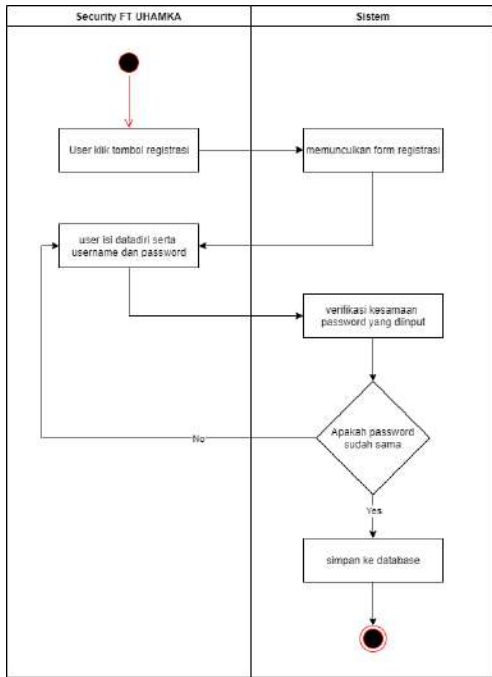 Security FT UHAMKA
Sistem
User klik tombol registrasi
memunculkan form registrasi
user isi datadiri serta
username dan password
verifikasi kesamaan
password yang diinput
Apakah password
sudah sama
No
Yes
simpan ke database